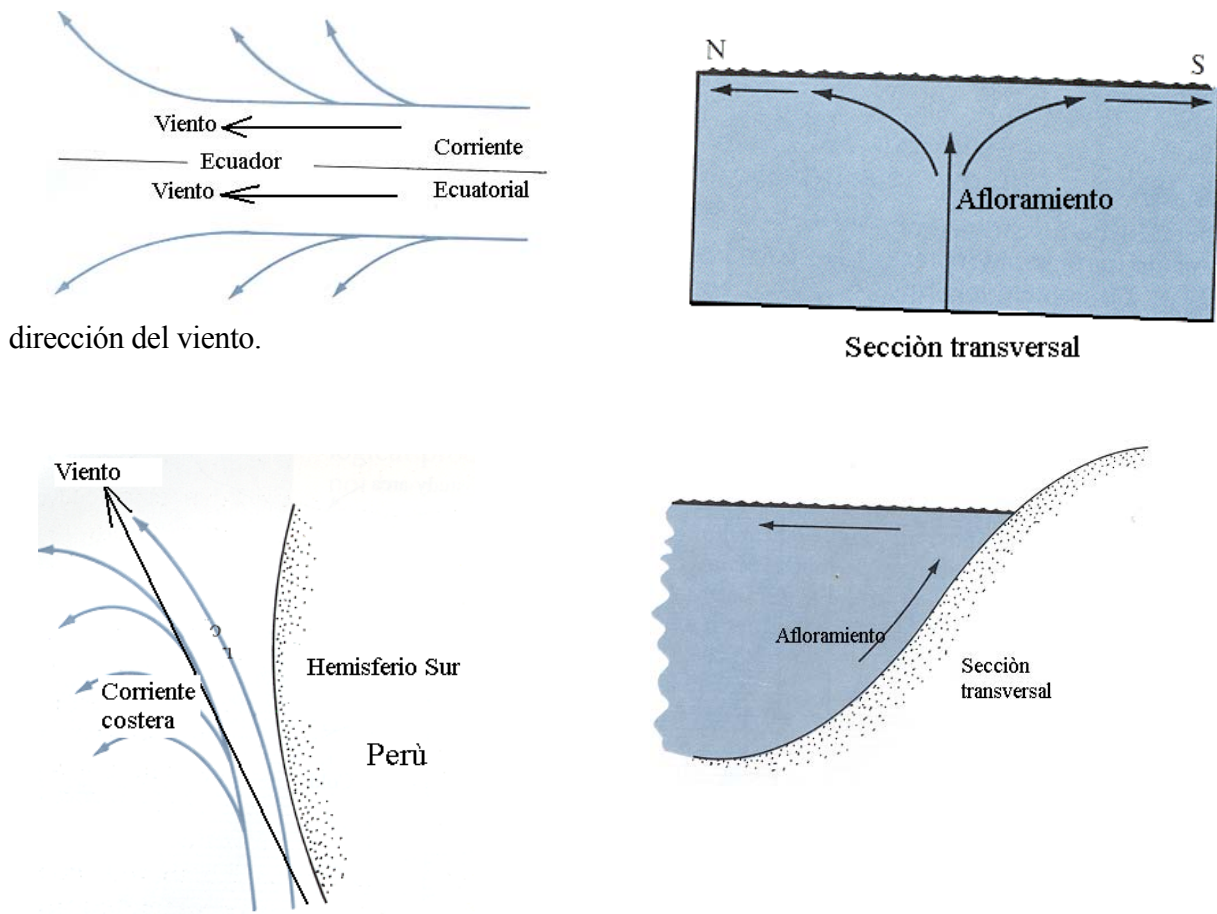 Viento
Ecuador
Viento
Corriente
Ecuatorial
N
S
Afloramiento
dirección del viento.
Secciòn transversal
Viento
Corriente
costera
Hemisferio Sur
Perù
Afloramiento
Secciòn
transversal